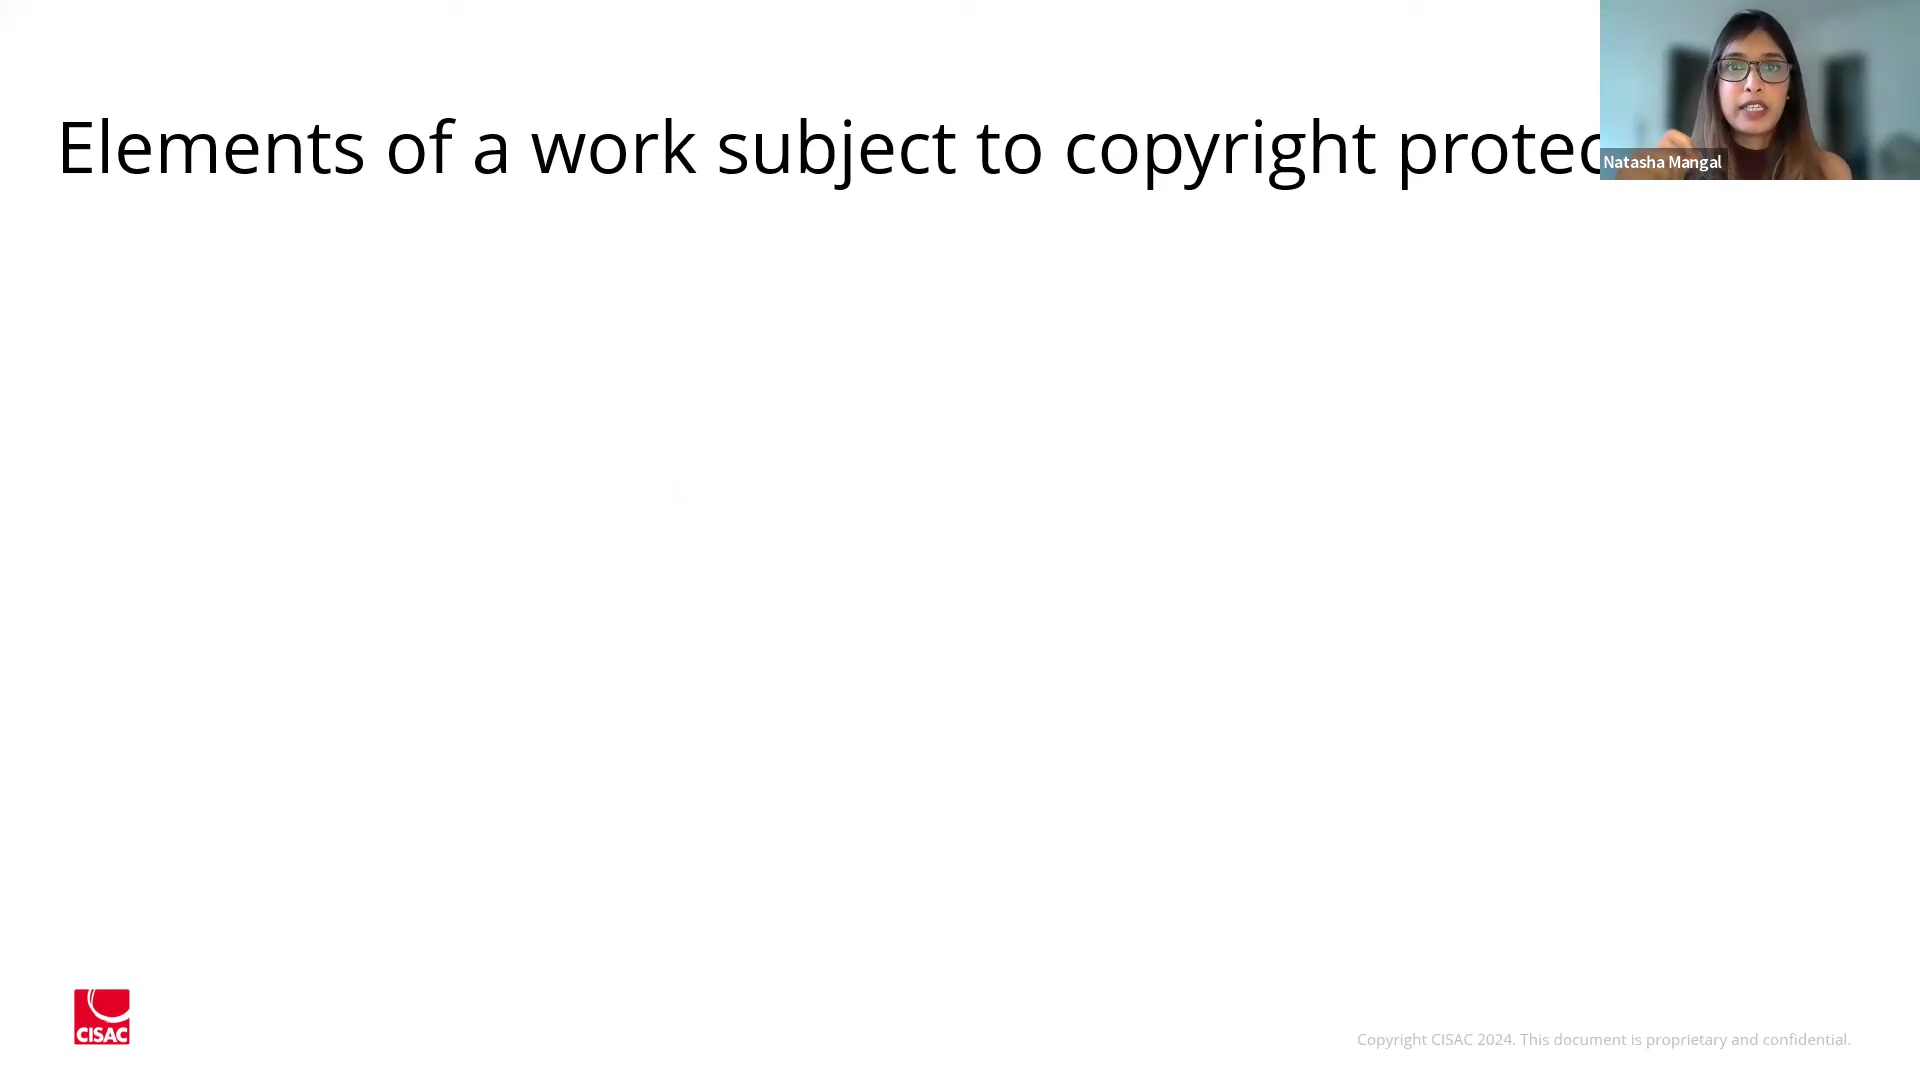 Elements of a work subject to copyright protec
Natasha Mangal
CISAC
Copyright CISAC 2024. This document is proprietary and confidential.